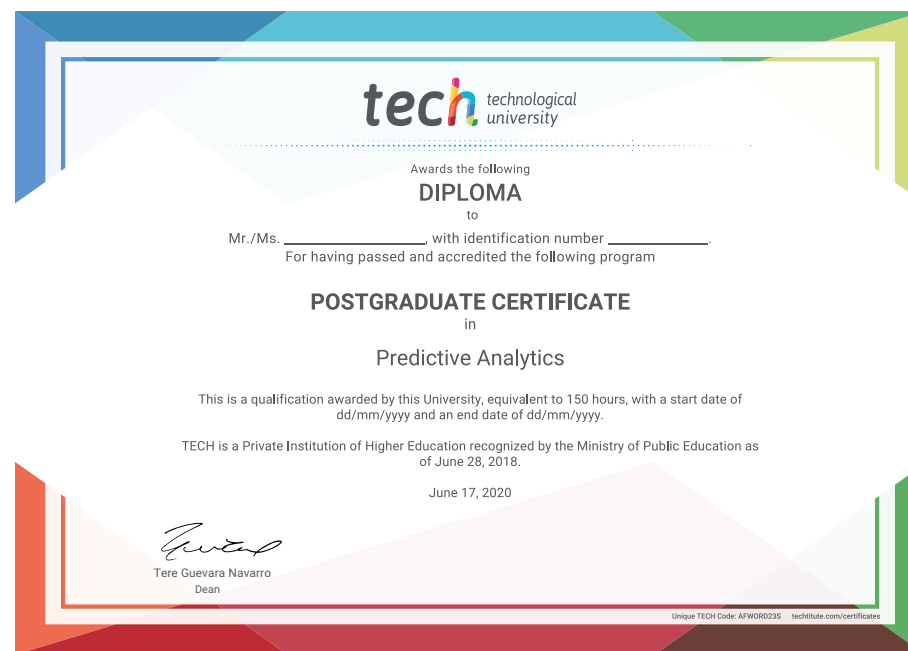 tech technological
university
Awards the following
DIPLOMA
to
Mr./Ms. ____________________, with identification number _______________.
For having passed and accredited the following program
POSTGRADUATE CERTIFICATE
in
Predictive Analytics
This is a qualification awarded by this University, equivalent to 150 hours, with a start date of
dd/mm/yyyy and an end date of dd/mm/yyyy.
TECH is a Private Institution of Higher Education recognized by the Ministry of Public Education as
of June 28, 2018.
June 17, 2020
Tere Guevara Navarro
Dean
Unique TECH Code: AFWORD23S techtitute.com/certificates